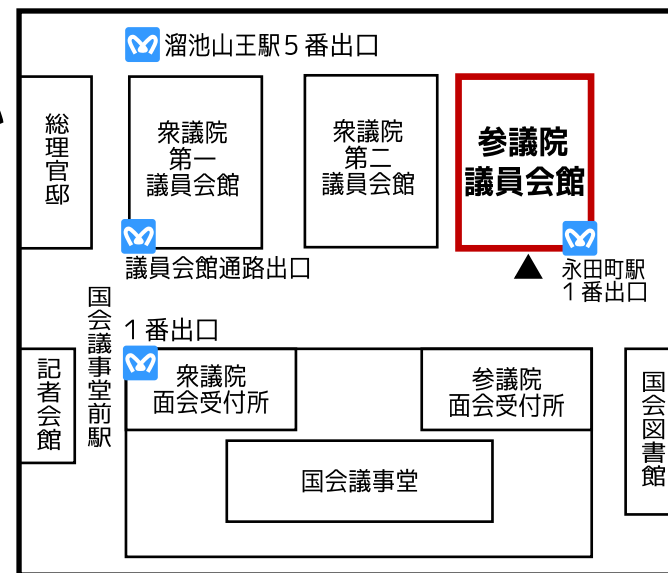 溜池山王駅５番出口
総理官邸
衆議院
第一
議員会館
衆議院
第二
議員会館
参議院
議員会館
議員会館通路出口
永田町駅
１番出口
国会議事堂前駅
１番出口
記者会館
衆議院
面会受付所
参議院
面会受付所
国会図書館
国会議事堂